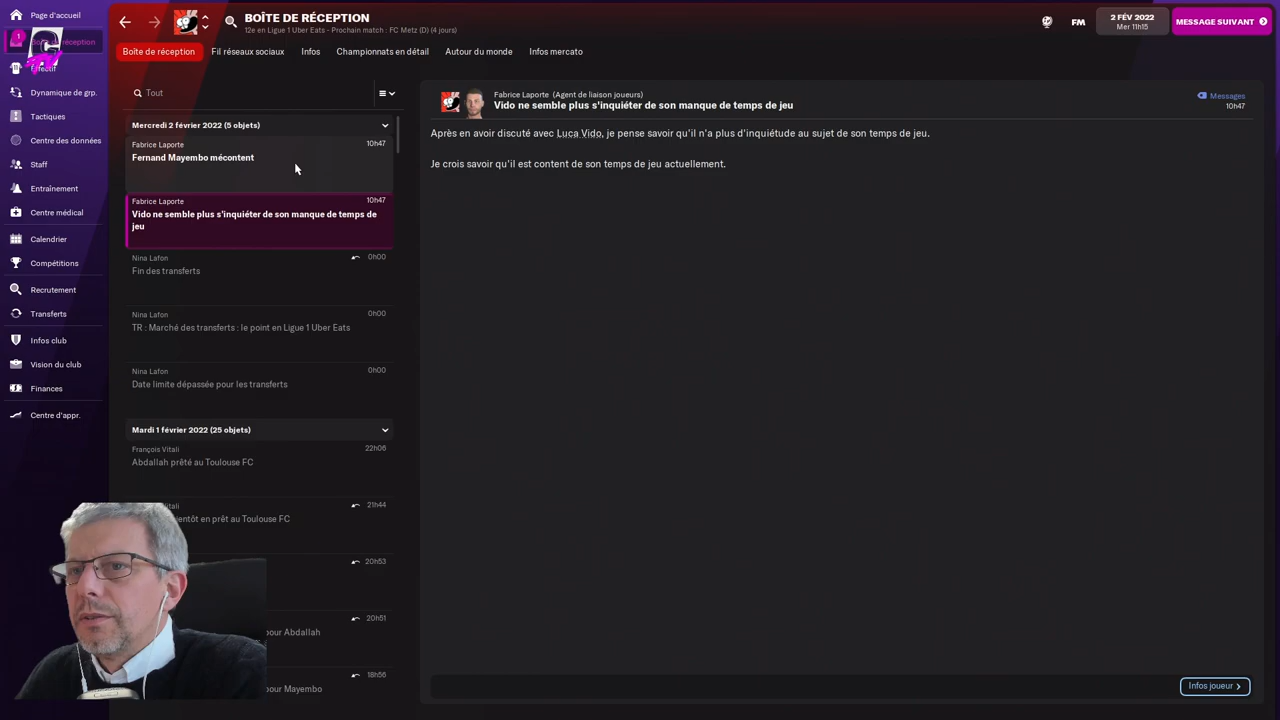 Page d'accueil
Boîte de réception
Effectif
Dynamique de grp.
Tactiques
Centre des données
Staff
Entraînement
Centre médical
Calendrier
Compétitions
Recrutement
Transferts
Infos club
Vision du club
Finances
Centre d'appr.
1
TV
BOÎTE DE RÉCEPTION
12e en Ligue 1 Uber Eats - Prochain match : FC Metz (D) (4 jours)
FM
2 FÉV 2022
Mer 11h15
MESSAGE SUIVANT
Boîte de réception
Fil réseaux sociaux
Infos
Championnats en détail
Autour du monde
Infos mercato
Tout
Mercredi 2 février 2022 (5 objets)
Fabrice Laporte 10h47
Fernand Mayembo mécontent
Fabrice Laporte 10h47
Vido ne semble plus s'inquiéter de son manque de temps de
jeu
Nina Lafon 0h00
Fin des transferts
Nina Lafon 0h00
TR : Marché des transferts : le point en Ligue 1 Uber Eats
Nina Lafon 0h00
Date limite dépassée pour les transferts
Mardi 1 février 2022 (25 objets)
François Vitali 22h06
Abdallah prêté au Toulouse FC
Vitali 21h44
en prêt au Toulouse FC
20h53
20h51
pour Abdallah
18h56
pour Mayembo
Fabrice Laporte (Agent de liaison joueurs)
Vido ne semble plus s'inquiéter de son manque de temps de jeu
Messages
10h47
Après en avoir discuté avec Luca Vido, je pense savoir qu'il n'a plus d'inquiétude au sujet de son temps de jeu.
Je crois savoir qu'il est content de son temps de jeu actuellement.
Infos joueur